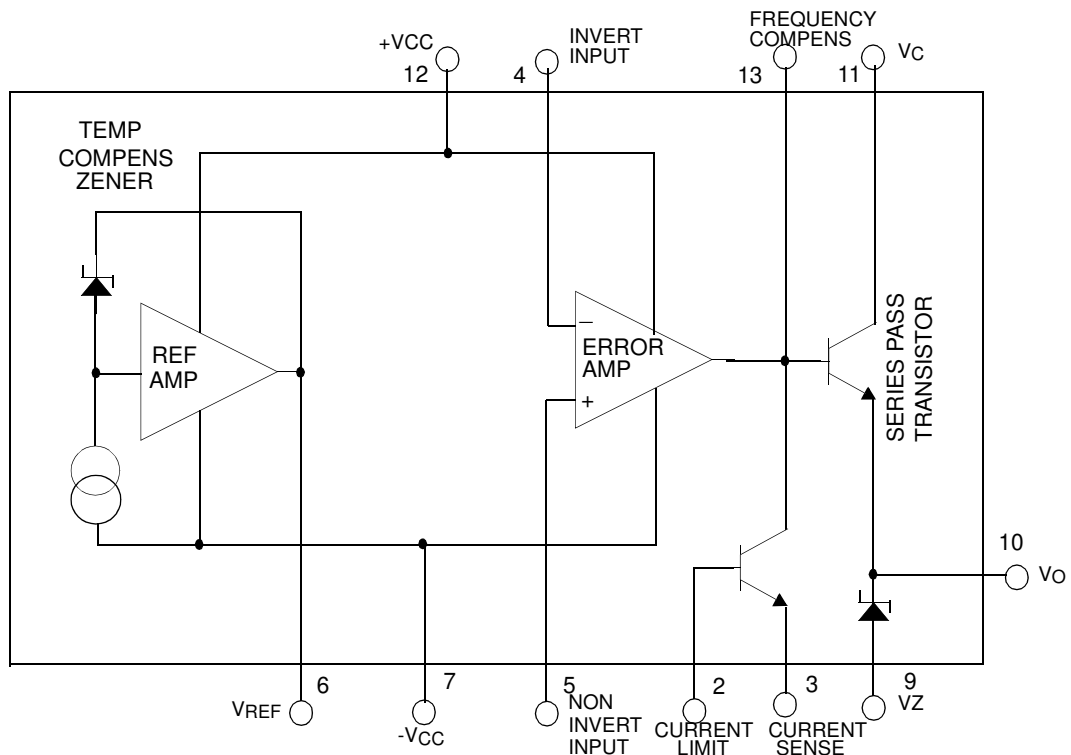 FREQUENCY
COMPENS
+VCC
12
INVERT
INPUT
4
13
11
VC
TEMP
COMPENS
ZENER
REF
AMP
−
ERROR
AMP
+
SERIES PASS
TRANSISTOR
10
VO
6
VREF
7
-VCC
5
NON
INVERT
INPUT
2
CURRENT
LIMIT
3
CURRENT
SENSE
9
VZ